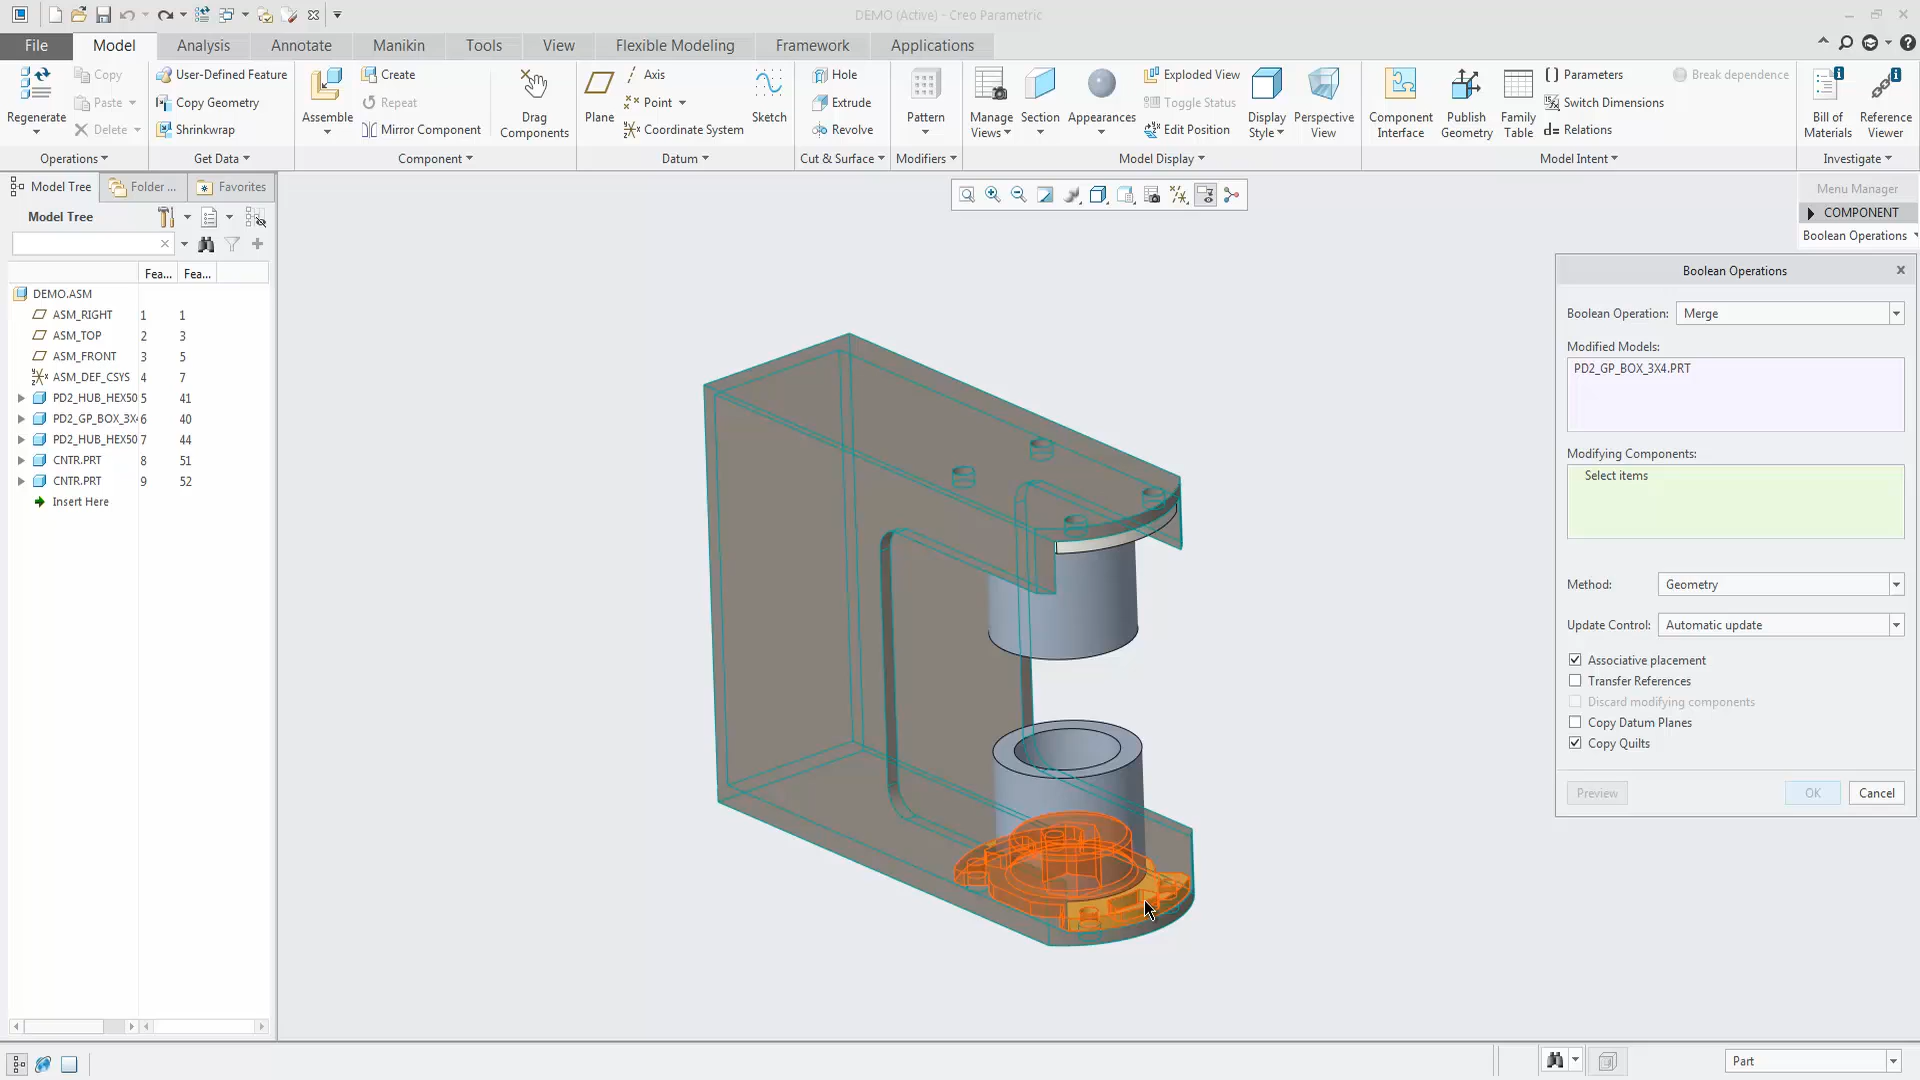 DEMO (Active) - Creo Parametric
File
Model
Analysis
Annotate
Manikin
Tools
View
Flexible Modeling
Framework
Applications
Regenerate
Copy
Paste
Delete
Operations
User-Defined Feature
Copy Geometry
Shrinkwrap
Get Data
Assemble
Create
Repeat
Mirror Component
Component
Drag
Components
Plane
Axis
Point
Coordinate System
Sketch
Datum
Hole
Extrude
Revolve
Cut & Surface
Pattern
Modifiers
Manage
Views
Section
Appearances
Exploded View
Toggle Status
Edit Position
Display
Style
Perspective
View
Model Display
Component
Interface
Publish
Geometry
Family
Table
Parameters
Switch Dimensions
Relations
Break dependence
Model Intent
Bill of
Materials
Reference
Viewer
Investigate
Model Tree
Folder ...
Favorites
Model Tree
Fea...
Fea...
DEMO.ASM
ASM_RIGHT 1 1
ASM_TOP 2 3
ASM_FRONT 3 5
ASM_DEF_CSYS 4 7
PD2_HUB_HEX50 5 41
PD2_GP_BOX_3X4 6 40
PD2_HUB_HEX50 7 44
CNTR.PRT 8 51
CNTR.PRT 9 52
Insert Here
Menu Manager
COMPONENT
Boolean Operations
Boolean Operations
Boolean Operation: Merge
Modified Models:
PD2_GP_BOX_3X4.PRT
Modifying Components:
Select items
Method: Geometry
Update Control: Automatic update
Associative placement
Transfer References
Discard modifying components
Copy Datum Planes
Copy Quilts
Preview
OK
Cancel
Part